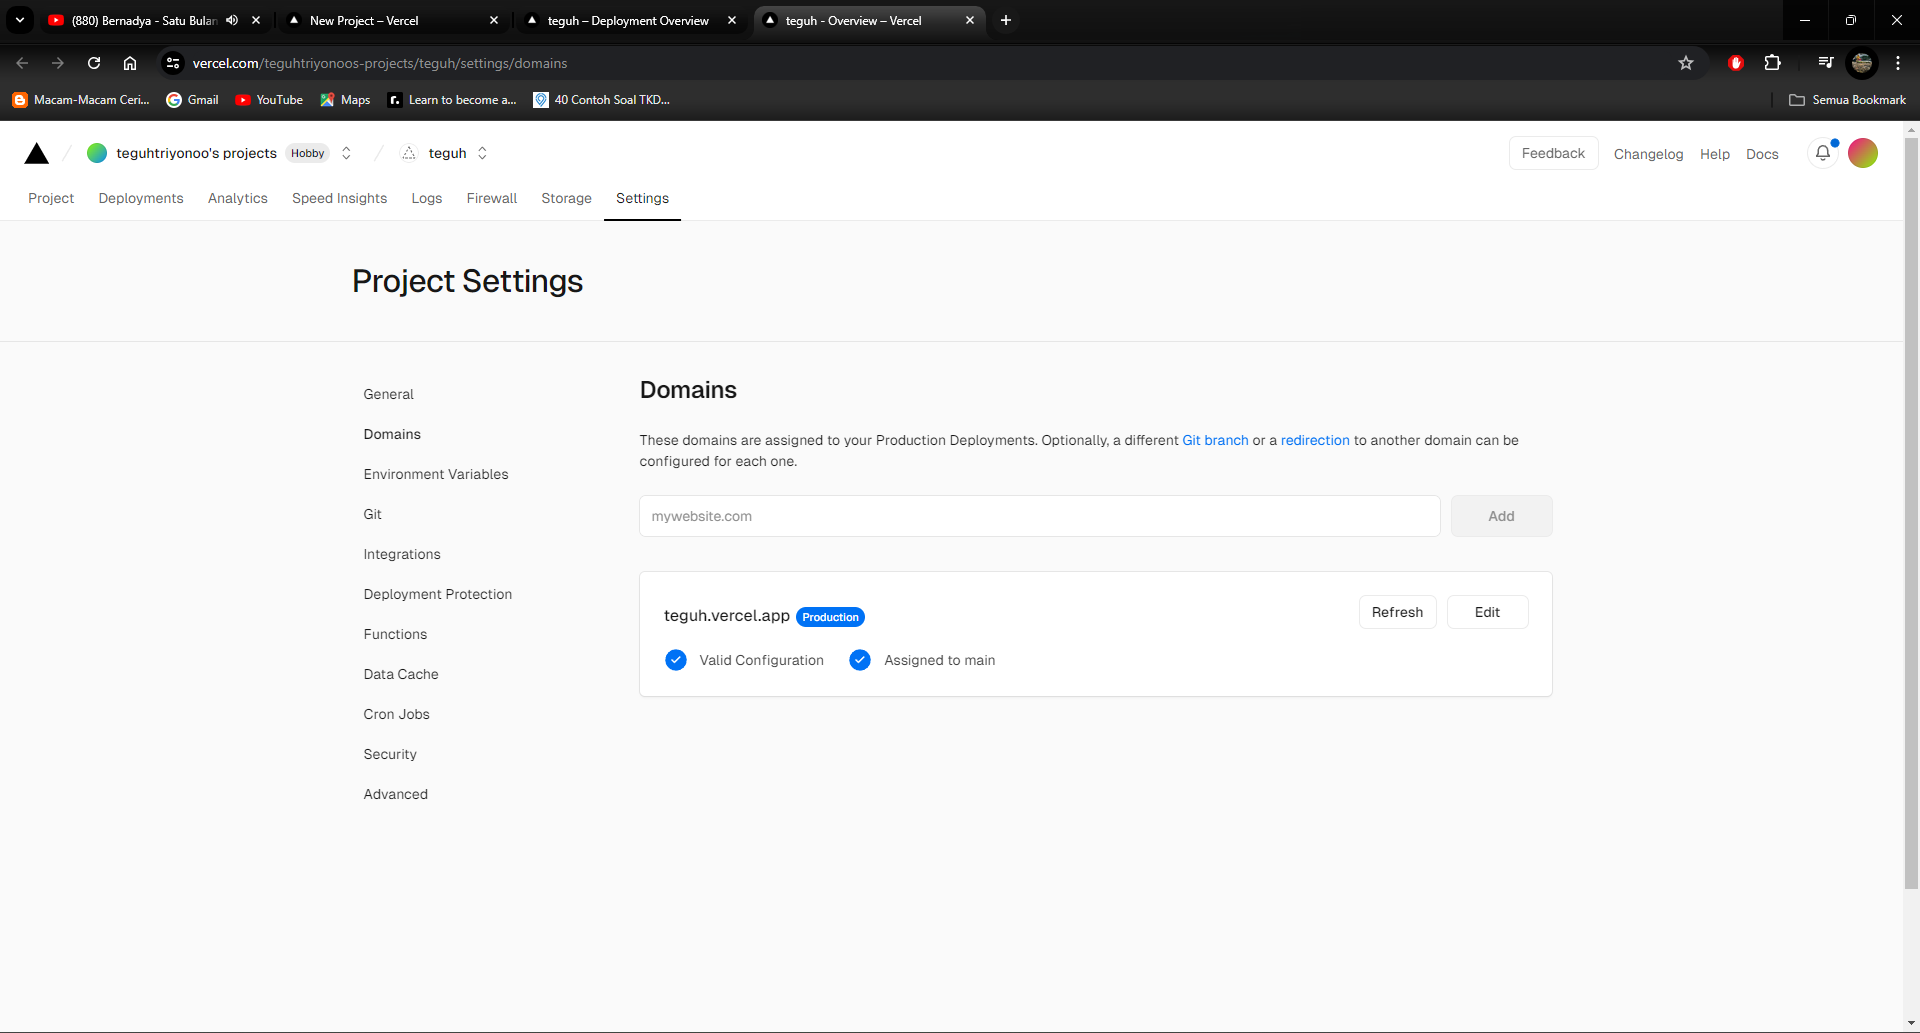 (880) Bernadya - Satu Bulan
New Project – Vercel
teguh – Deployment Overview
teguh - Overview – Vercel
vercel.com/teguhtriyonoos-projects/teguh/settings/domains
Macam-Macam Ceri...
Gmail
YouTube
Maps
Learn to become a...
40 Contoh Soal TKD...
Semua Bookmark
teguhtriyonoo's projects Hobby
teguh
Feedback
Changelog
Help
Docs
Project
Deployments
Analytics
Speed Insights
Logs
Firewall
Storage
Settings
Project Settings
General
Domains
Environment Variables
Git
Integrations
Deployment Protection
Functions
Data Cache
Cron Jobs
Security
Advanced
Domains
These domains are assigned to your Production Deployments. Optionally, a different Git branch or a redirection to another domain can be
configured for each one.
mywebsite.com
Add
teguh.vercel.app Production
Refresh
Edit
Valid Configuration
Assigned to main